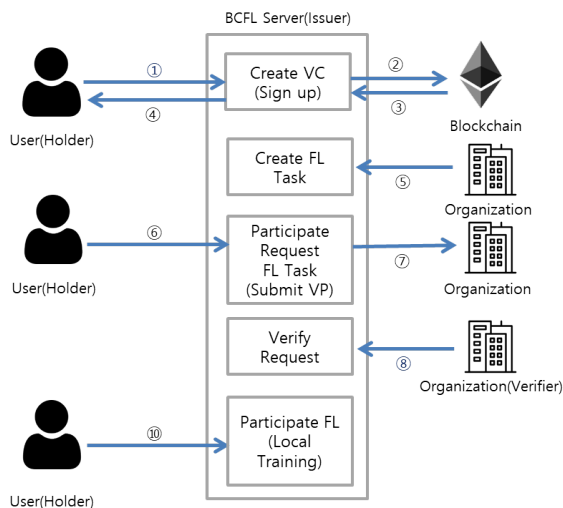 BCFL Server(Issuer)
①
②
Create VC
(Sign up)
④
③
User(Holder)
Blockchain
Create FL
Task
⑤
Organization
⑥
Participate
Request
FL Task
(Submit VP)
⑦
User(Holder)
Organization
Verify
Request
⑧
Organization(Verifier)
⑩
Participate FL
(Local
Training)
User(Holder)